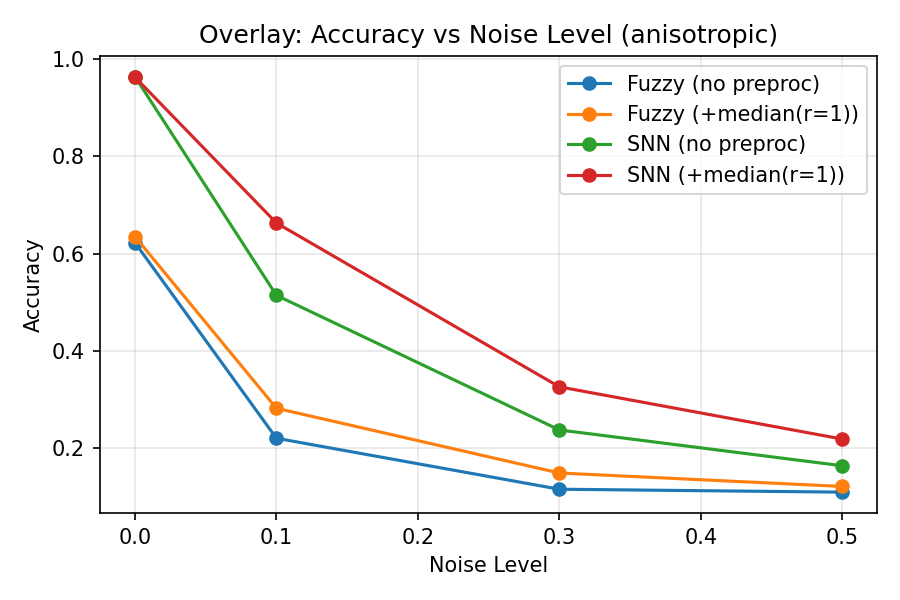 Overlay: Accuracy vs Noise Level (anisotropic)
Fuzzy (no preproc)
Fuzzy (+median(r=1))
SNN (no preproc)
SNN (+median(r=1))
Accuracy
1.0
0.8
0.6
0.4
0.2
0.0 0.1 0.2 0.3 0.4 0.5
Noise Level